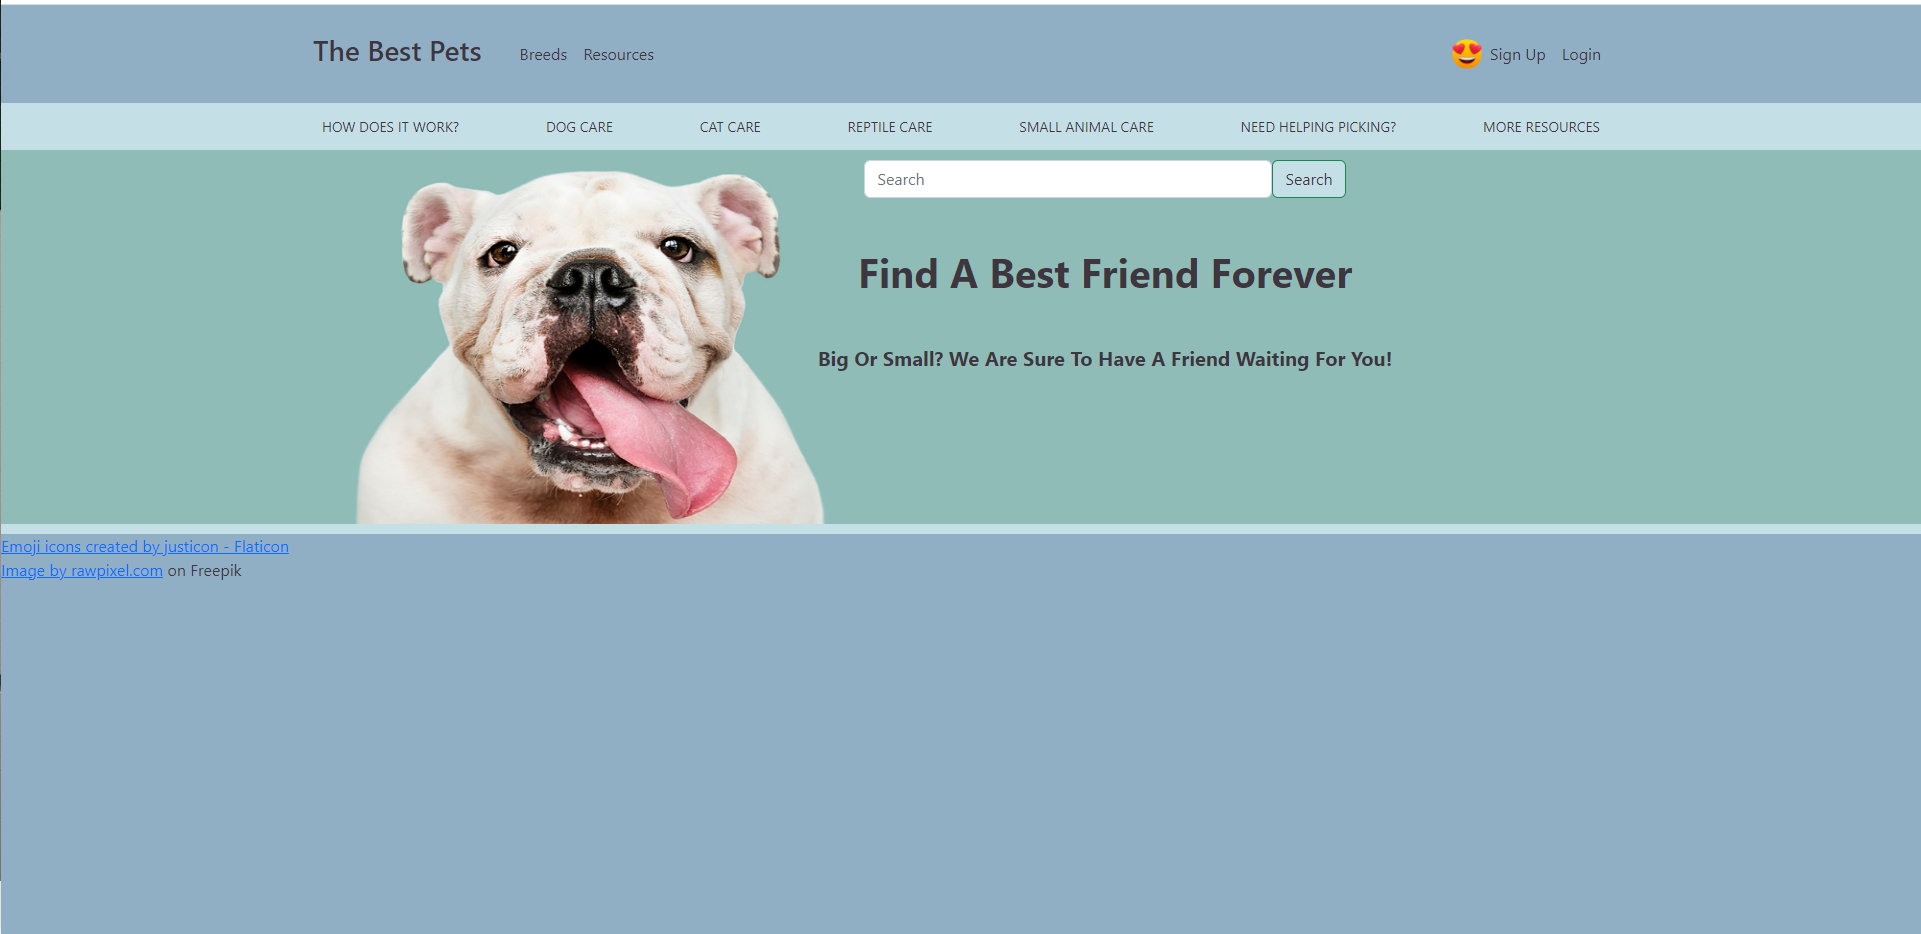 The Best Pets Breeds Resources Sign Up Login
HOW DOES IT WORK? DOG CARE CAT CARE REPTILE CARE SMALL ANIMAL CARE NEED HELPING PICKING? MORE RESOURCES
Search Search
Find A Best Friend Forever
Big Or Small? We Are Sure To Have A Friend Waiting For You!
Emoji icons created by justicon - Flaticon
Image by rawpixel.com on Freepik